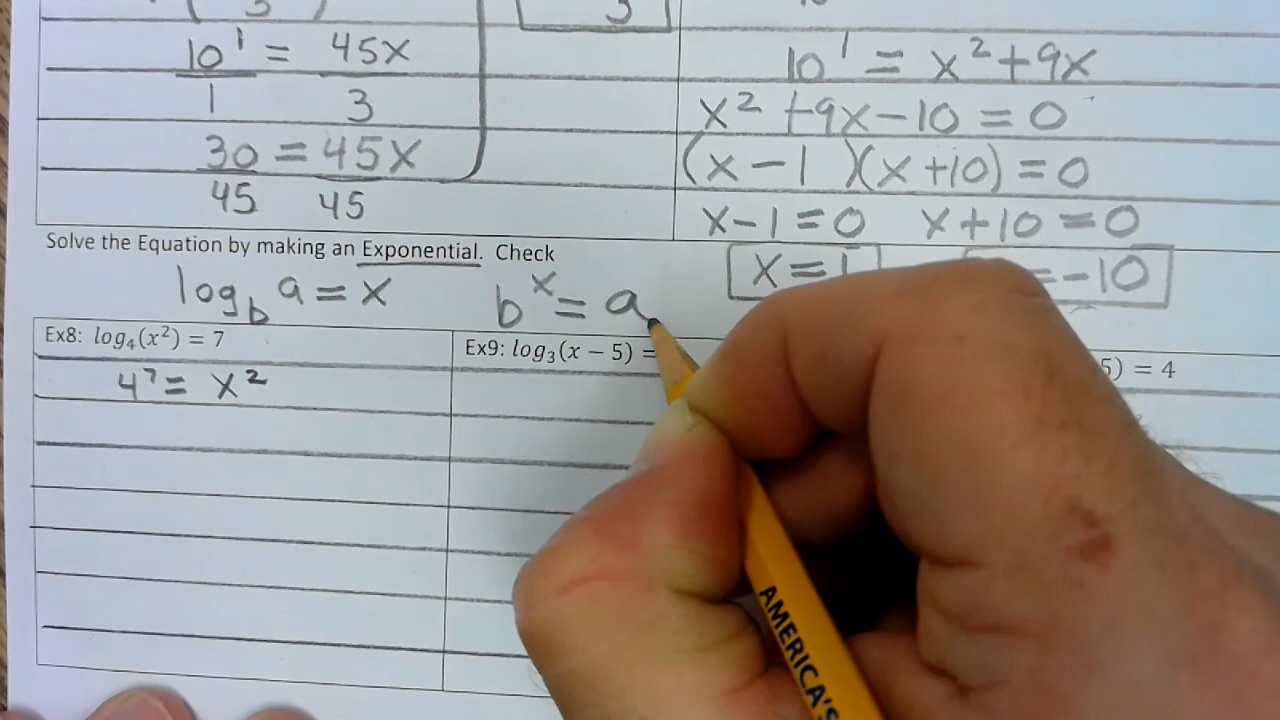 10¹ = 45x
1 3
30 = 45x
45 45
10¹ = x² + 9x
x² + 9x - 10 = 0
(x - 1)(x + 10) = 0
x - 1 = 0 x + 10 = 0
x = 1 = -10
Solve the Equation by making an Exponential. Check
log_b a = x b^x = a
Ex8: log₄(x²) = 7
4⁷ = x²
Ex9: log₃(x − 5) =
5) = 4
AMERICA'S